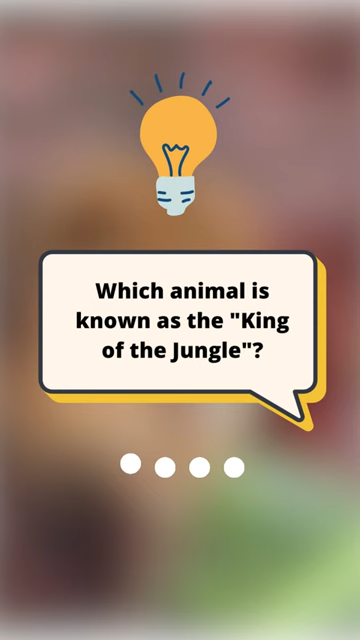 Which animal is
known as the "King
of the Jungle"?